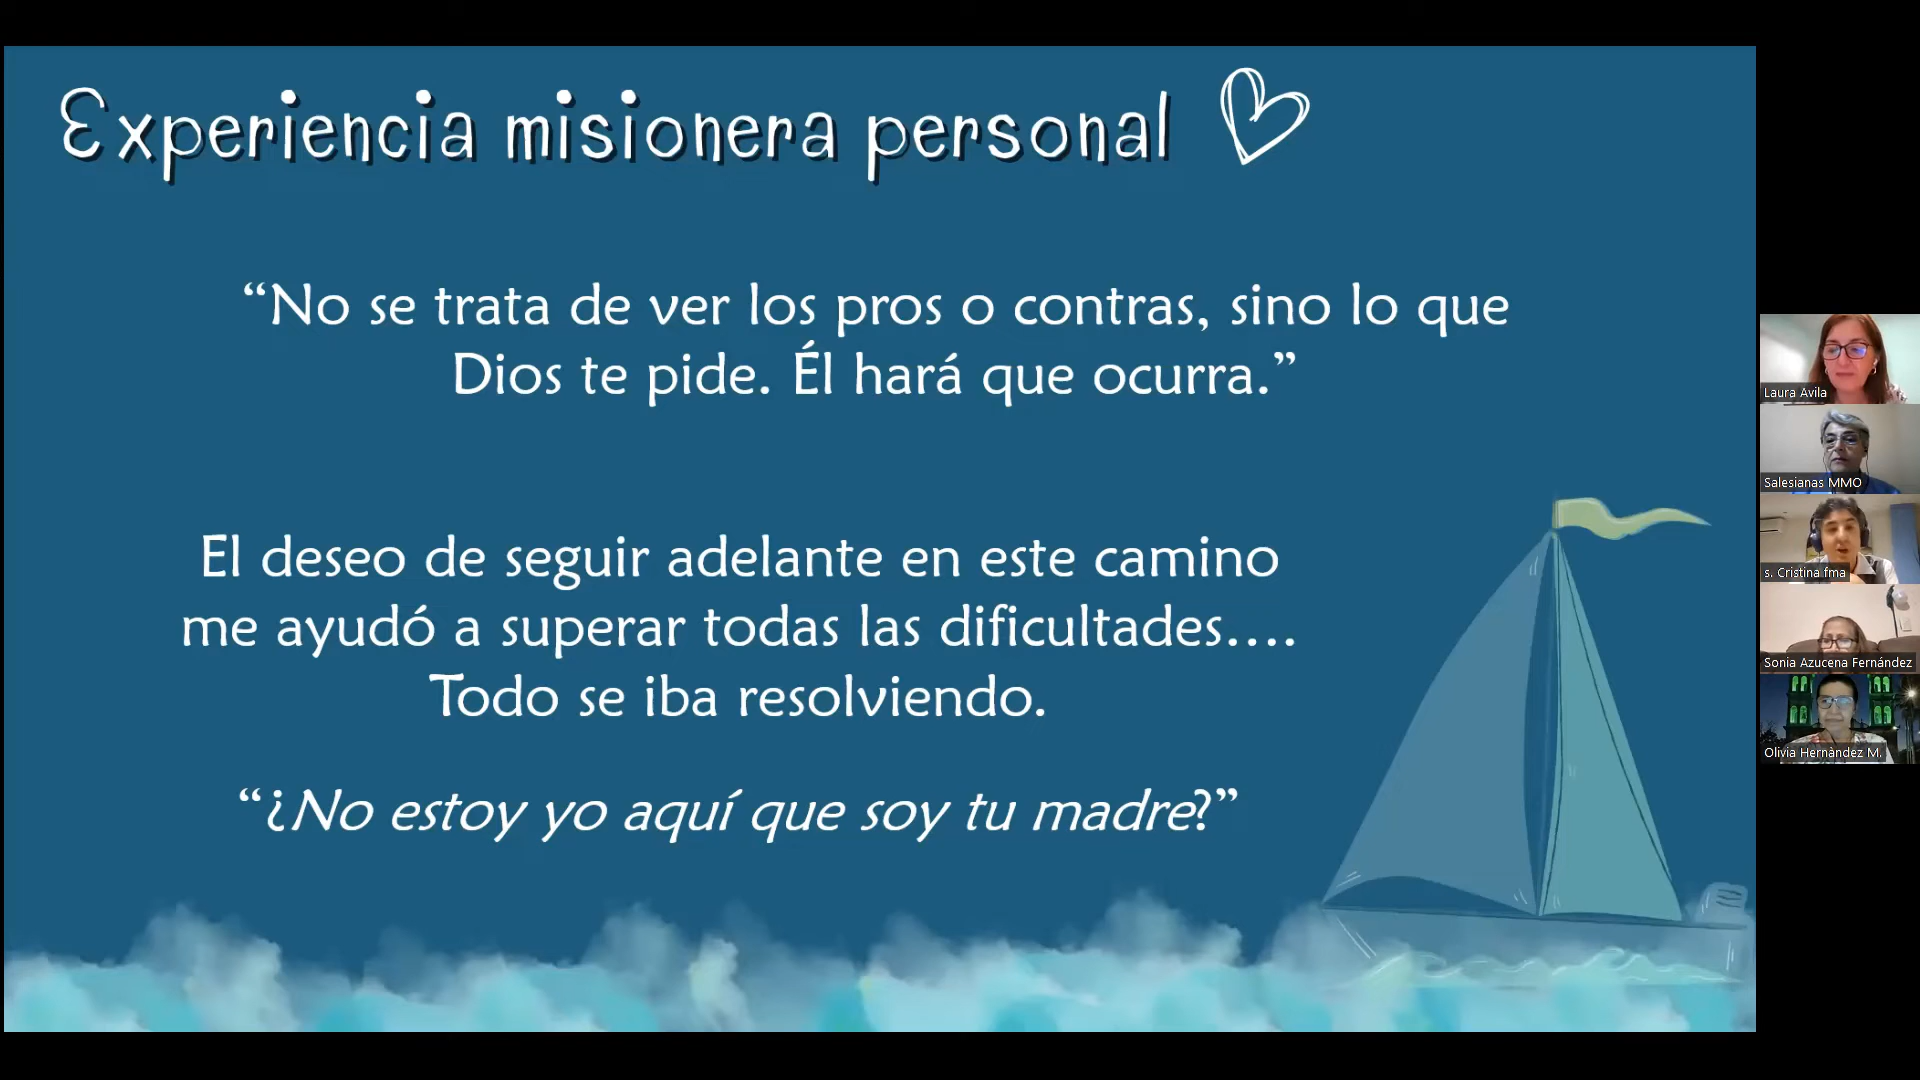 Experiencia misionera personal
“No se trata de ver los pros o contras, sino lo que
Dios te pide. Él hará que ocurra.”
El deseo de seguir adelante en este camino
me ayudó a superar todas las dificultades....
Todo se iba resolviendo.
“¿No estoy yo aquí que soy tu madre?”
Laura Avila
Salesianas MMO
s. Cristina fma
Sonia Azucena Fernández
Olivia Hernàndez M.